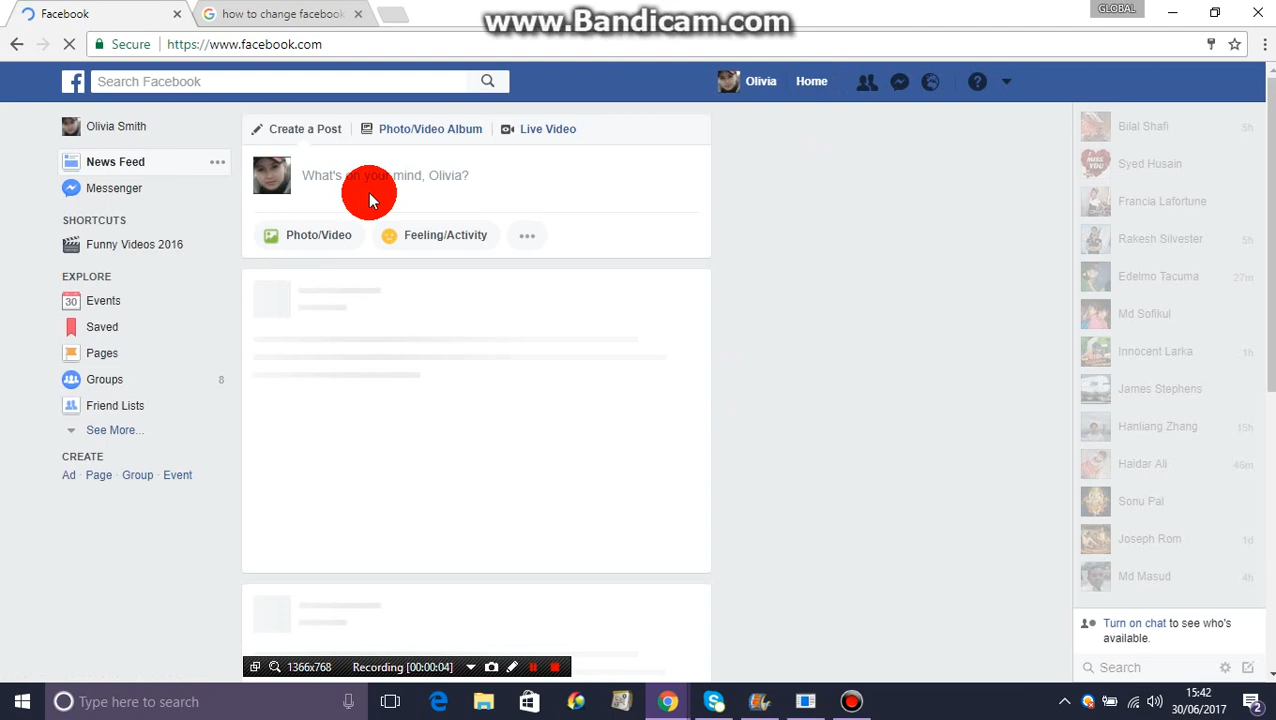 www.Bandicam.com
GLOBAL
Facebook
how to change facebook
Secure https://www.facebook.com
Search Facebook
Olivia Home
Olivia Smith
News Feed
Messenger
SHORTCUTS
Funny Videos 2016
EXPLORE
30 Events
Saved
Pages
Groups 8
Friend Lists
See More...
CREATE
Ad · Page · Group · Event
Create a Post Photo/Video Album Live Video
What's on your mind, Olivia?
Photo/Video Feeling/Activity
Bilal Shafi 5h
Syed Husain
Francia Lafortune
Rakesh Silvester 5h
Edelmo Tacuma 27m
Md Sofikul
Innocent Larka 1h
James Stephens
Hanliang Zhang 15h
Haidar Ali 46m
Sonu Pal
Joseph Rom 1d
Md Masud 4h
Turn on chat to see who's
available.
Search
1366x768 Recording [00:00:04]
Type here to search
15:42
30/06/2017
2